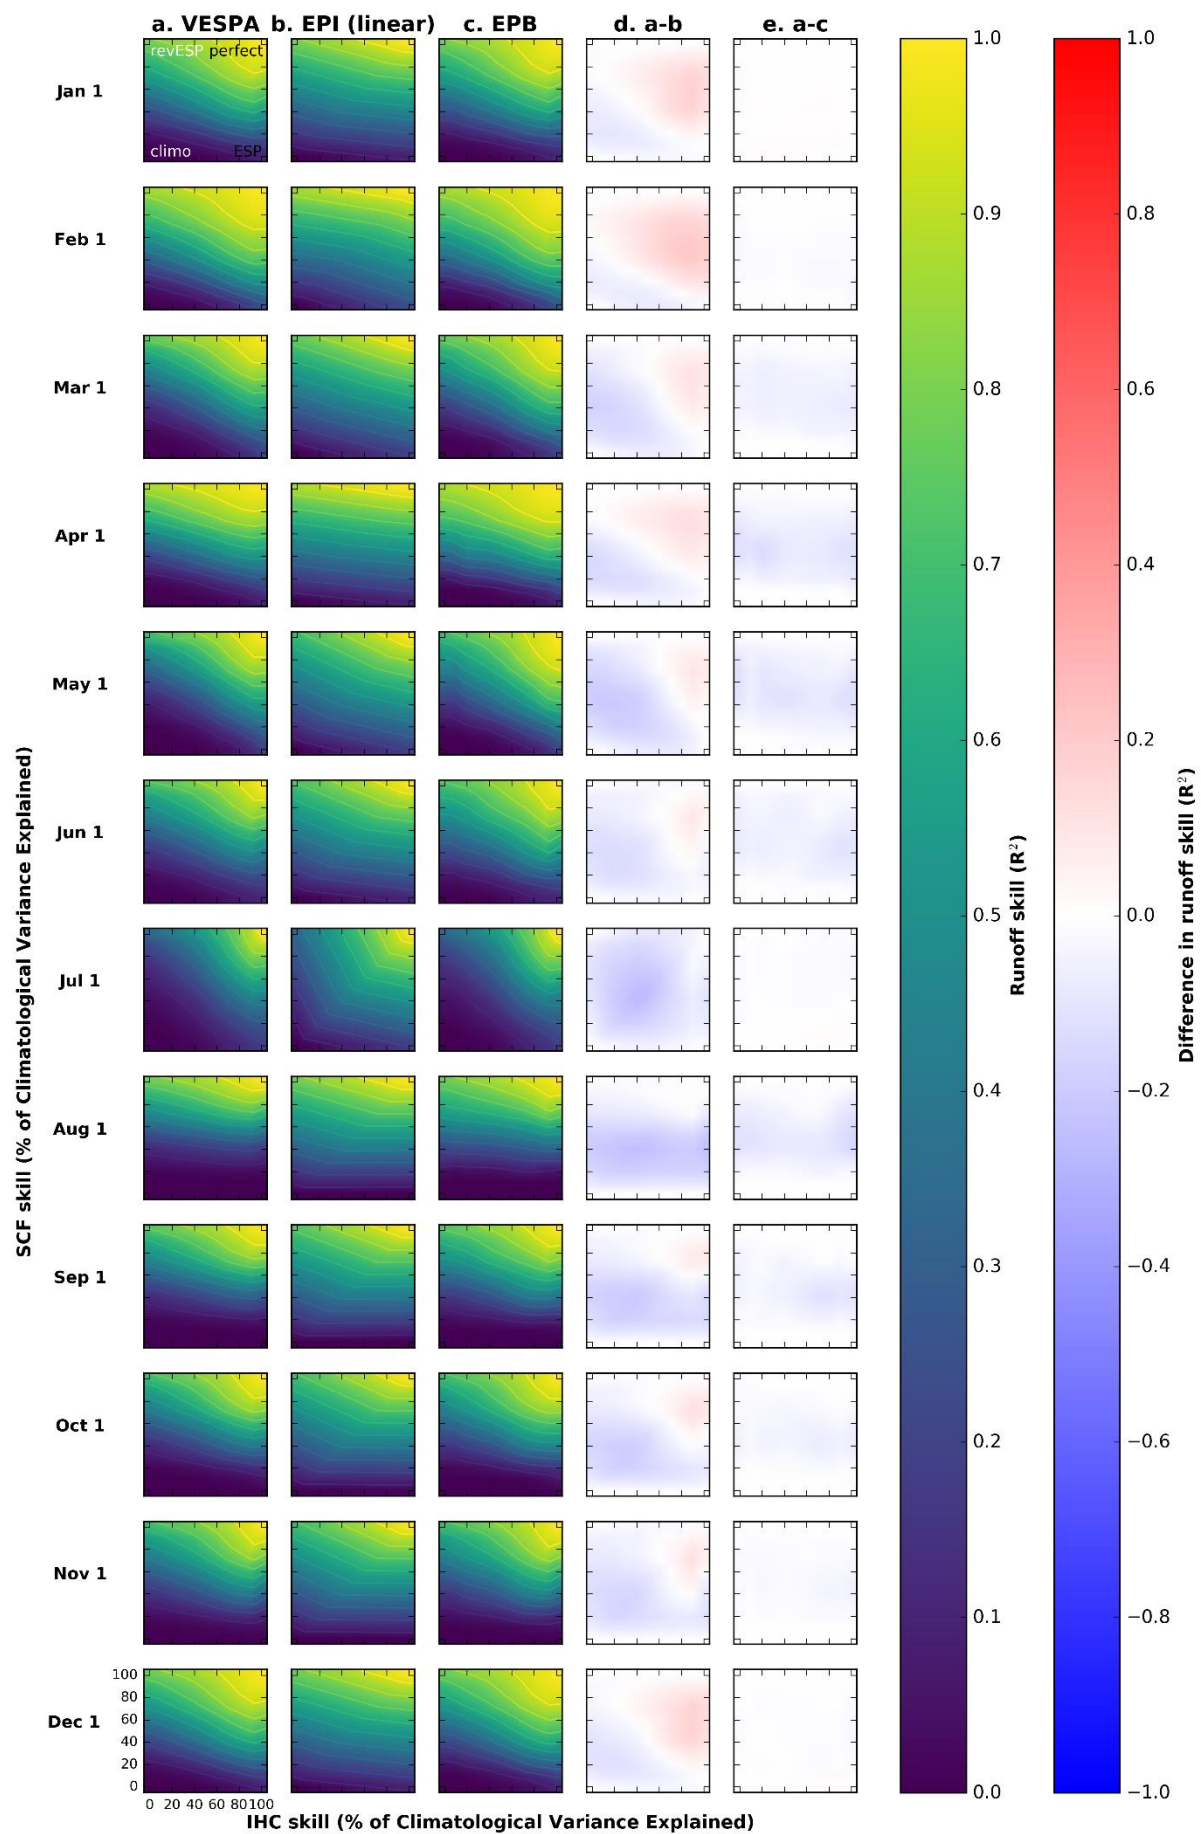 a. VESPA b. EPI (linear) c. EPB d. a-b e. a-c
revESP perfect
climo ESP
Jan 1
Feb 1
Mar 1
Apr 1
May 1
Jun 1
Jul 1
Aug 1
Sep 1
Oct 1
Nov 1
Dec 1
SCF skill (% of Climatological Variance Explained)
100
80
60
40
20
0
0 20 40 60 80 100
IHC skill (% of Climatological Variance Explained)
1.0
0.9
0.8
0.7
0.6
0.5
0.4
0.3
0.2
0.1
0.0
Runoff skill (R²)
1.0
0.8
0.6
0.4
0.2
0.0
−0.2
−0.4
−0.6
−0.8
−1.0
Difference in runoff skill (R²)